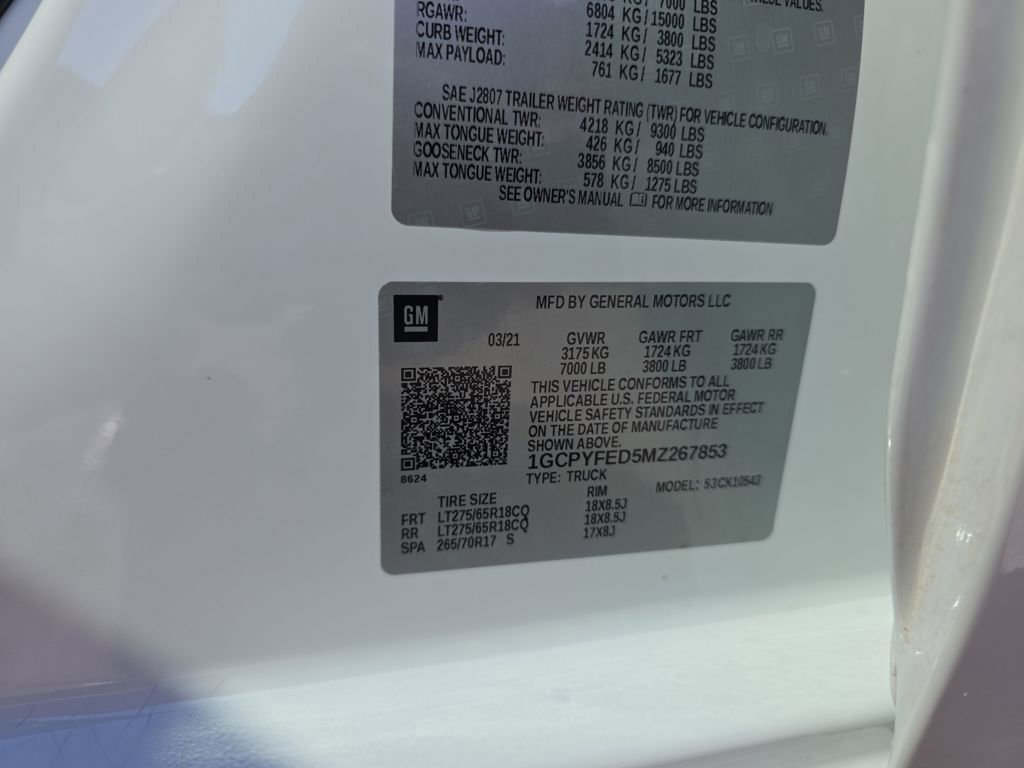 7000 LBS
THESE VALUES.
RGAWR: 6804 KG/15000 LBS
CURB WEIGHT: 1724 KG/ 3800 LBS
MAX PAYLOAD: 2414 KG/ 5323 LBS
761 KG/ 1677 LBS
SAE J2807 TRAILER WEIGHT RATING (TWR) FOR VEHICLE CONFIGURATION.
CONVENTIONAL TWR: 4218 KG/ 9300 LBS
MAX TONGUE WEIGHT: 426 KG/ 940 LBS
GOOSENECK TWR: 3856 KG/ 8500 LBS
MAX TONGUE WEIGHT: 578 KG/ 1275 LBS
SEE OWNER'S MANUAL FOR MORE INFORMATION
GM
MFD BY GENERAL MOTORS LLC
03/21 GVWR GAWR FRT GAWR RR
3175 KG 1724 KG 1724 KG
7000 LB 3800 LB 3800 LB
THIS VEHICLE CONFORMS TO ALL
APPLICABLE U.S. FEDERAL MOTOR
VEHICLE SAFETY STANDARDS IN EFFECT
ON THE DATE OF MANUFACTURE
SHOWN ABOVE.
1GCPYFED5MZ267853
8624
TYPE: TRUCK MODEL: 53CK10543
TIRE SIZE RIM
FRT LT275/65R18CQ 18X8.5J
RR LT275/65R18CQ 18X8.5J
SPA 265/70R17 S 17X8J